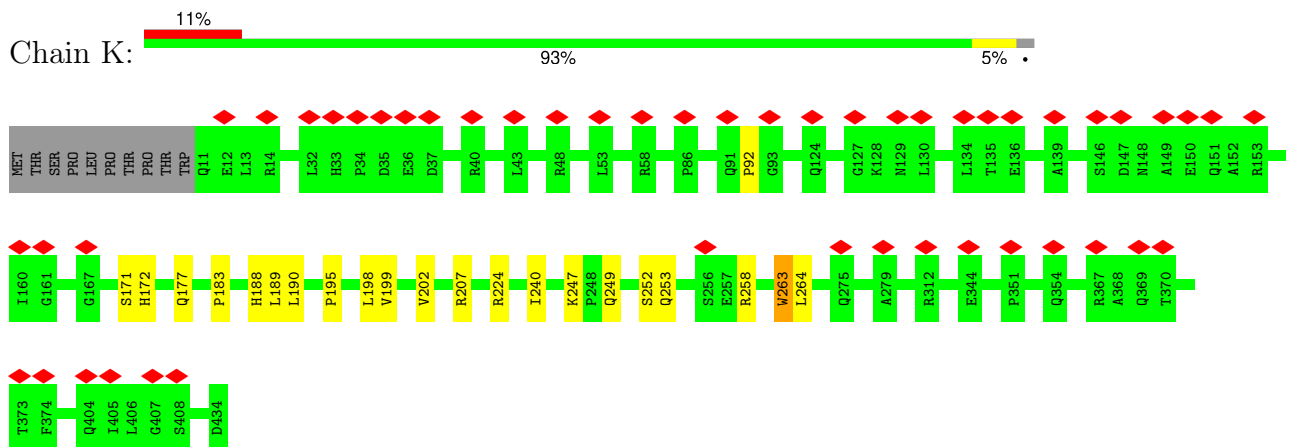 11%
Chain K:
93% 5% •
MET THR SER PRO LEU PRO THR PRO THR TRP Q11 E12 L13 R14 L32 H33 P34 D35 E36 D37 R40 L43 R48 L53 R58 P86 Q91 P92 G93 Q124 G127 K128 N129 L130 L134 T135 E136 A139 S146 D147 N148 A149 E150 Q151 A152 R153
I160 G161 G167 S171 H172 Q177 P183 H188 L189 L190 P195 L198 V199 V202 R207 R224 I240 K247 P248 Q249 S252 Q253 S256 E257 R258 W263 L264 Q275 A279 R312 E344 P351 Q354 R367 A368 Q369 T370
T373 F374 Q404 I405 L406 G407 S408 D434